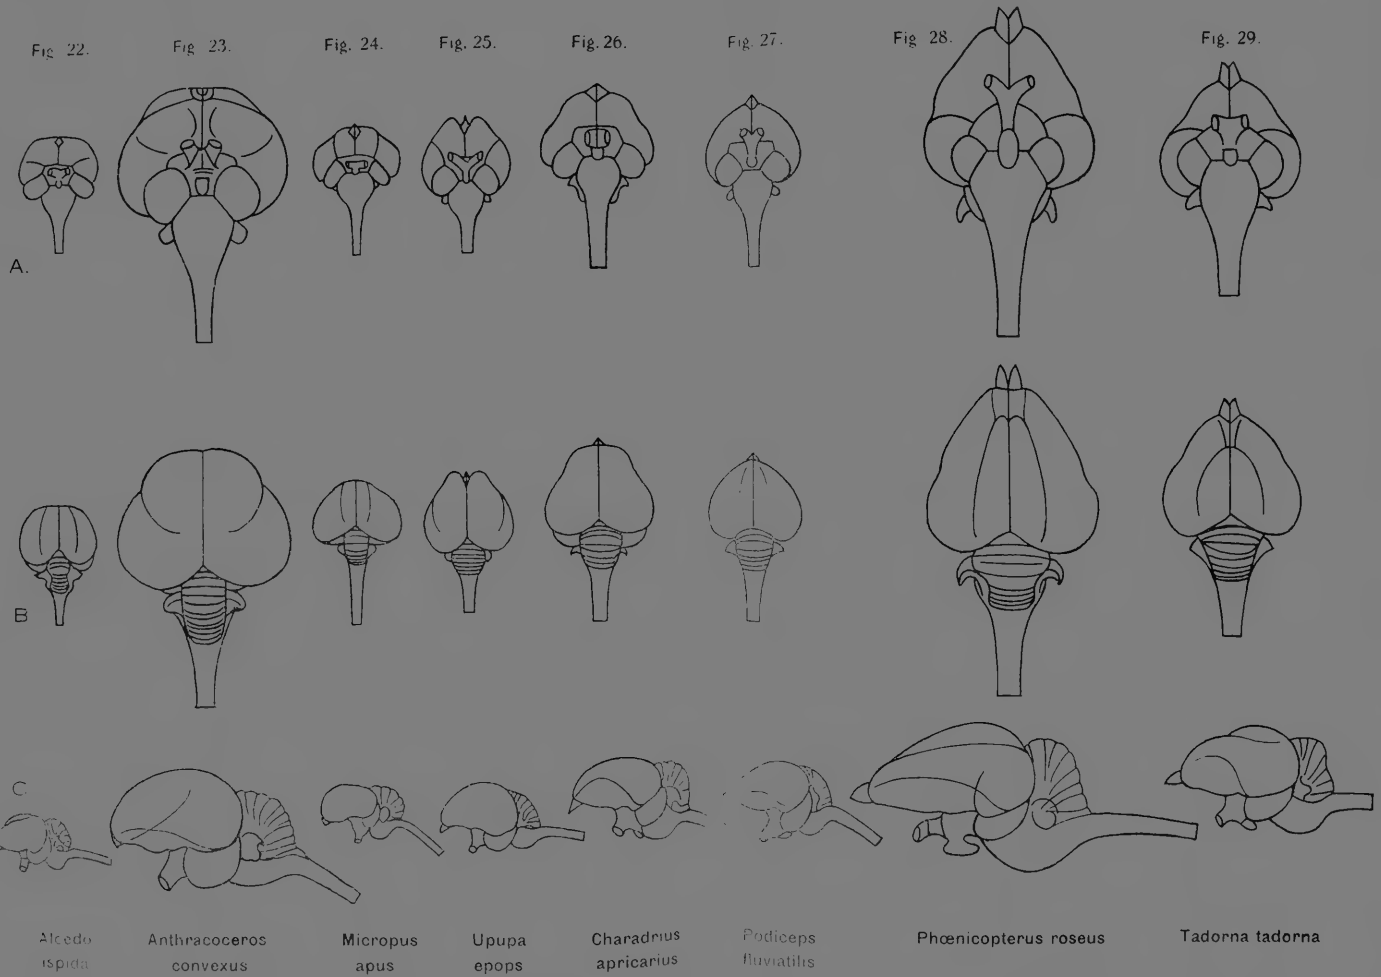 Fig. 22.
Fig. 23.
Fig. 24.
Fig. 25.
Fig. 26.
Fig. 27.
Fig. 28.
Fig. 29.
A.
B
C
Alcedo
ispida
Anthracoceros
convexus
Micropus
apus
Upupa
epops
Charadrius
apricarius
Podiceps
fluviatilis
Phœnicopterus roseus
Tadorna tadorna